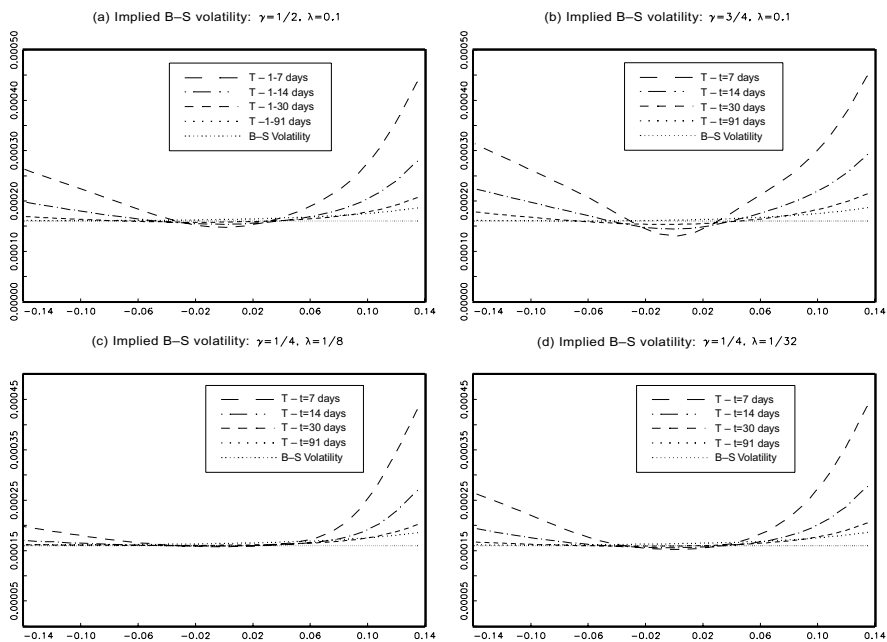 (a) Implied B–S volatility: γ=1/2, λ=0.1
0.00050
0.00040
0.00030
0.00020
0.00010
0.00000
T – 1-7 days
T – 1-14 days
T – 1-30 days
T –1-91 days
B–S Volatility
−0.14 −0.10 −0.06 −0.02 0.02 0.06 0.10 0.14
(b) Implied B–S volatility: γ=3/4, λ=0.1
0.00050
0.00040
0.00030
0.00020
0.00010
0.00000
T – t=7 days
T – t=14 days
T – t=30 days
T – t=91 days
B–S Volatility
−0.14 −0.10 −0.06 −0.02 0.02 0.06 0.10 0.14
(c) Implied B–S volatility: γ=1/4, λ=1/8
0.00045
0.00035
0.00025
0.00015
0.00005
T – t=7 days
T – t=14 days
T – t=30 days
T – t=91 days
B–S Volatility
−0.14 −0.10 −0.06 −0.02 0.02 0.06 0.10 0.14
(d) Implied B–S volatility: γ=1/4, λ=1/32
0.00045
0.00035
0.00025
0.00015
0.00005
T – t=7 days
T – t=14 days
T – t=30 days
T – t=91 days
B–S Volatility
−0.14 −0.10 −0.06 −0.02 0.02 0.06 0.10 0.14